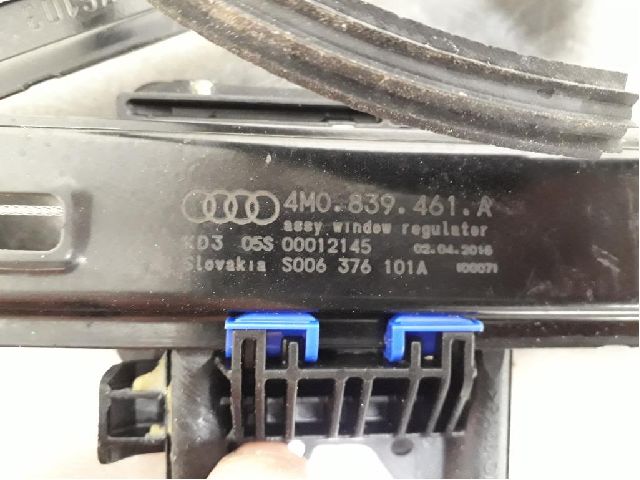 4M0.839.461.A
assy window regulator
KD3 05S 00012145 02.04.2016
Slovakia S006 376 101A